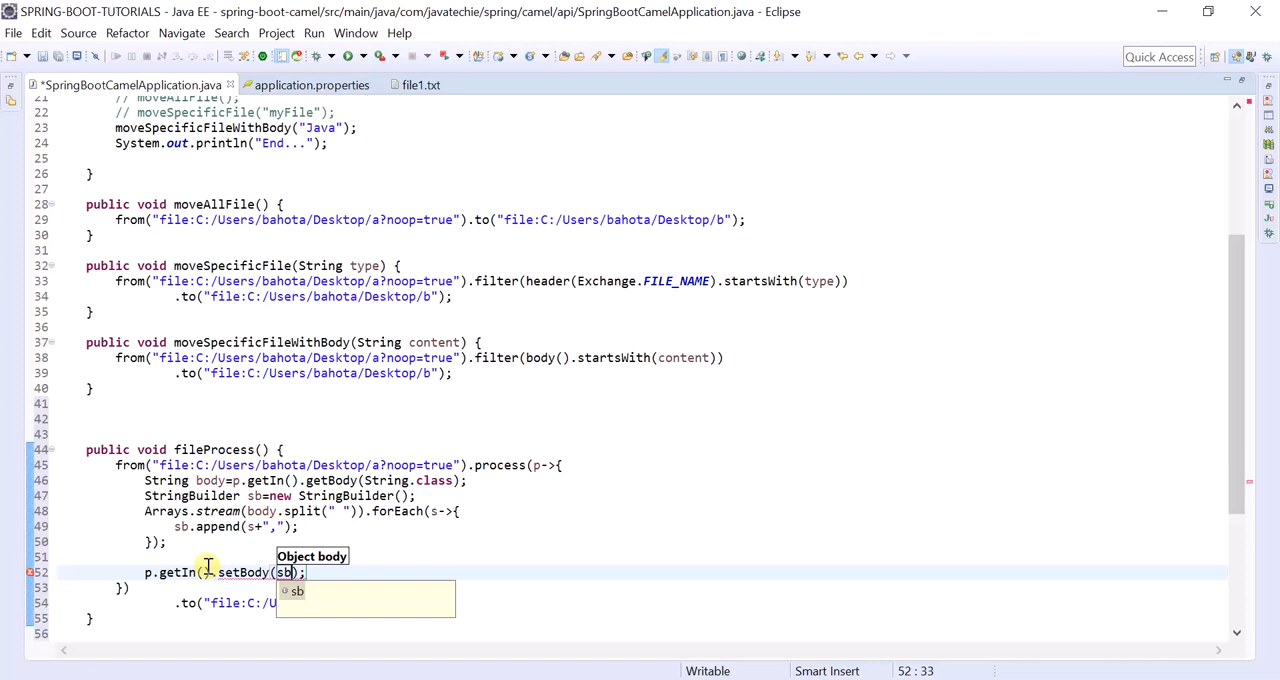 SPRING-BOOT-TUTORIALS - Java EE - spring-boot-camel/src/main/java/com/javatechie/spring/camel/api/SpringBootCamelApplication.java - Eclipse
File Edit Source Refactor Navigate Search Project Run Window Help
Quick Access
*SpringBootCamelApplication.java application.properties file1.txt
21 // moveAllFile();
22 // moveSpecificFile("myFile");
23 moveSpecificFileWithBody("Java");
24 System.out.println("End...");
25
26 }
27
28 public void moveAllFile() {
29 from("file:C:/Users/bahota/Desktop/a?noop=true").to("file:C:/Users/bahota/Desktop/b");
30 }
31
32 public void moveSpecificFile(String type) {
33 from("file:C:/Users/bahota/Desktop/a?noop=true").filter(header(Exchange.FILE_NAME).startsWith(type))
34 .to("file:C:/Users/bahota/Desktop/b");
35 }
36
37 public void moveSpecificFileWithBody(String content) {
38 from("file:C:/Users/bahota/Desktop/a?noop=true").filter(body().startsWith(content))
39 .to("file:C:/Users/bahota/Desktop/b");
40 }
41
42
43
44 public void fileProcess() {
45 from("file:C:/Users/bahota/Desktop/a?noop=true").process(p->{
46 String body=p.getIn().getBody(String.class);
47 StringBuilder sb=new StringBuilder();
48 Arrays.stream(body.split(" ")).forEach(s->{
49 sb.append(s+",");
50 });
51
Object body
52 p.getIn().setBody(sb);
53 })
sb
54 .to("file:C:/U
55 }
56
Writable Smart Insert 52 : 33